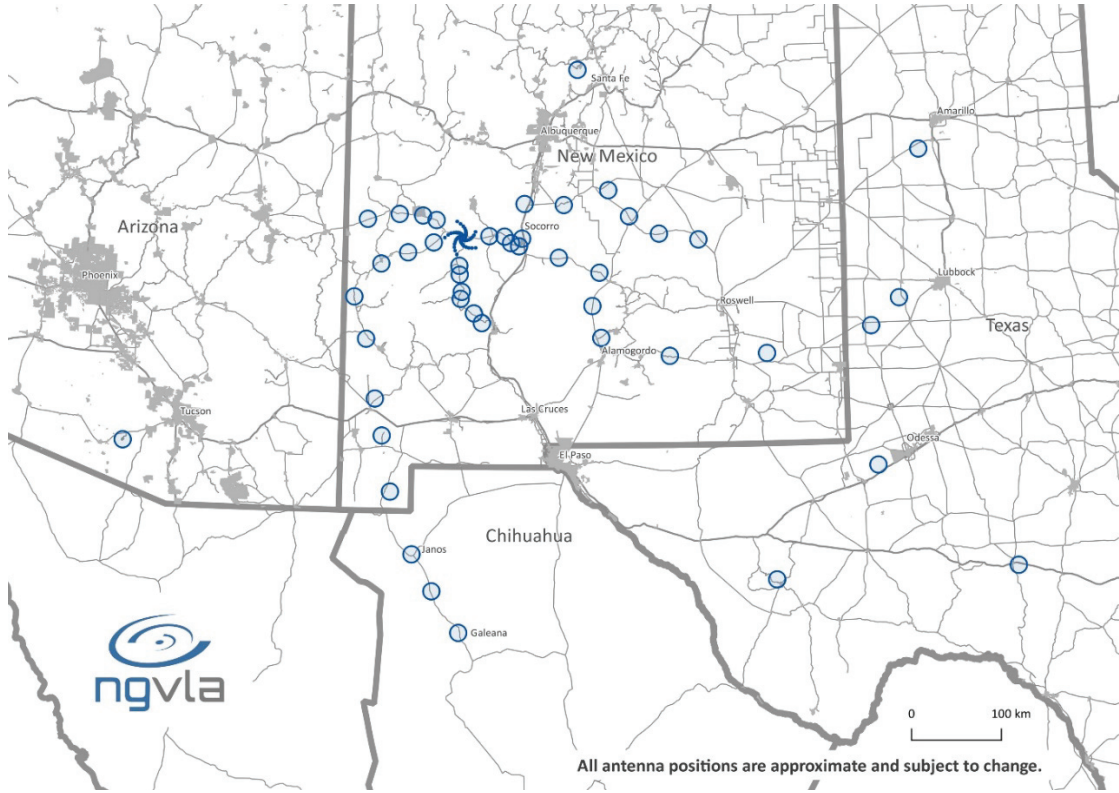 Santa Fe
Amarillo
Albuquerque
New Mexico
Arizona
Socorro
Phoenix
Lubbock
Roswell
Texas
Alamogordo
Tucson
Las Cruces
Odessa
El Paso
Chihuahua
Janos
Galeana
ngvla
0 100 km
All antenna positions are approximate and subject to change.